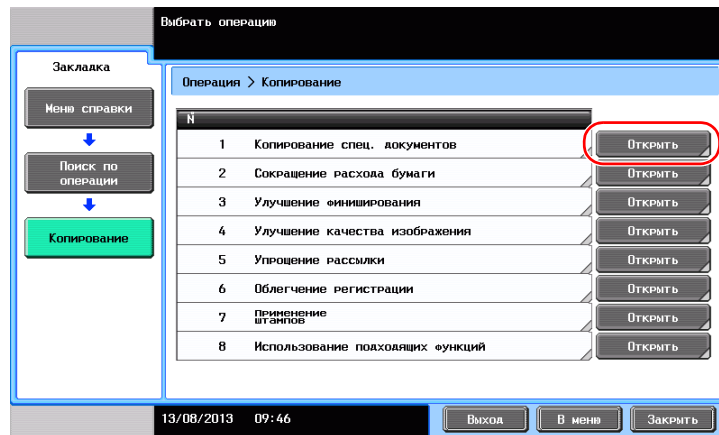 Выбрать операцию
Закладка
Меню справки
Поиск по
операции
Копирование
Операция > Копирование
№
1 Копирование спец. документов Открыть
2 Сокращение расхода бумаги Открыть
3 Улучшение финиширования Открыть
4 Улучшение качества изображения Открыть
5 Упрощение рассылки Открыть
6 Облегчение регистрации Открыть
7 Применение
штампов Открыть
8 Использование подходящих функций Открыть
13/08/2013 09:46 Выход В меню Закрыть